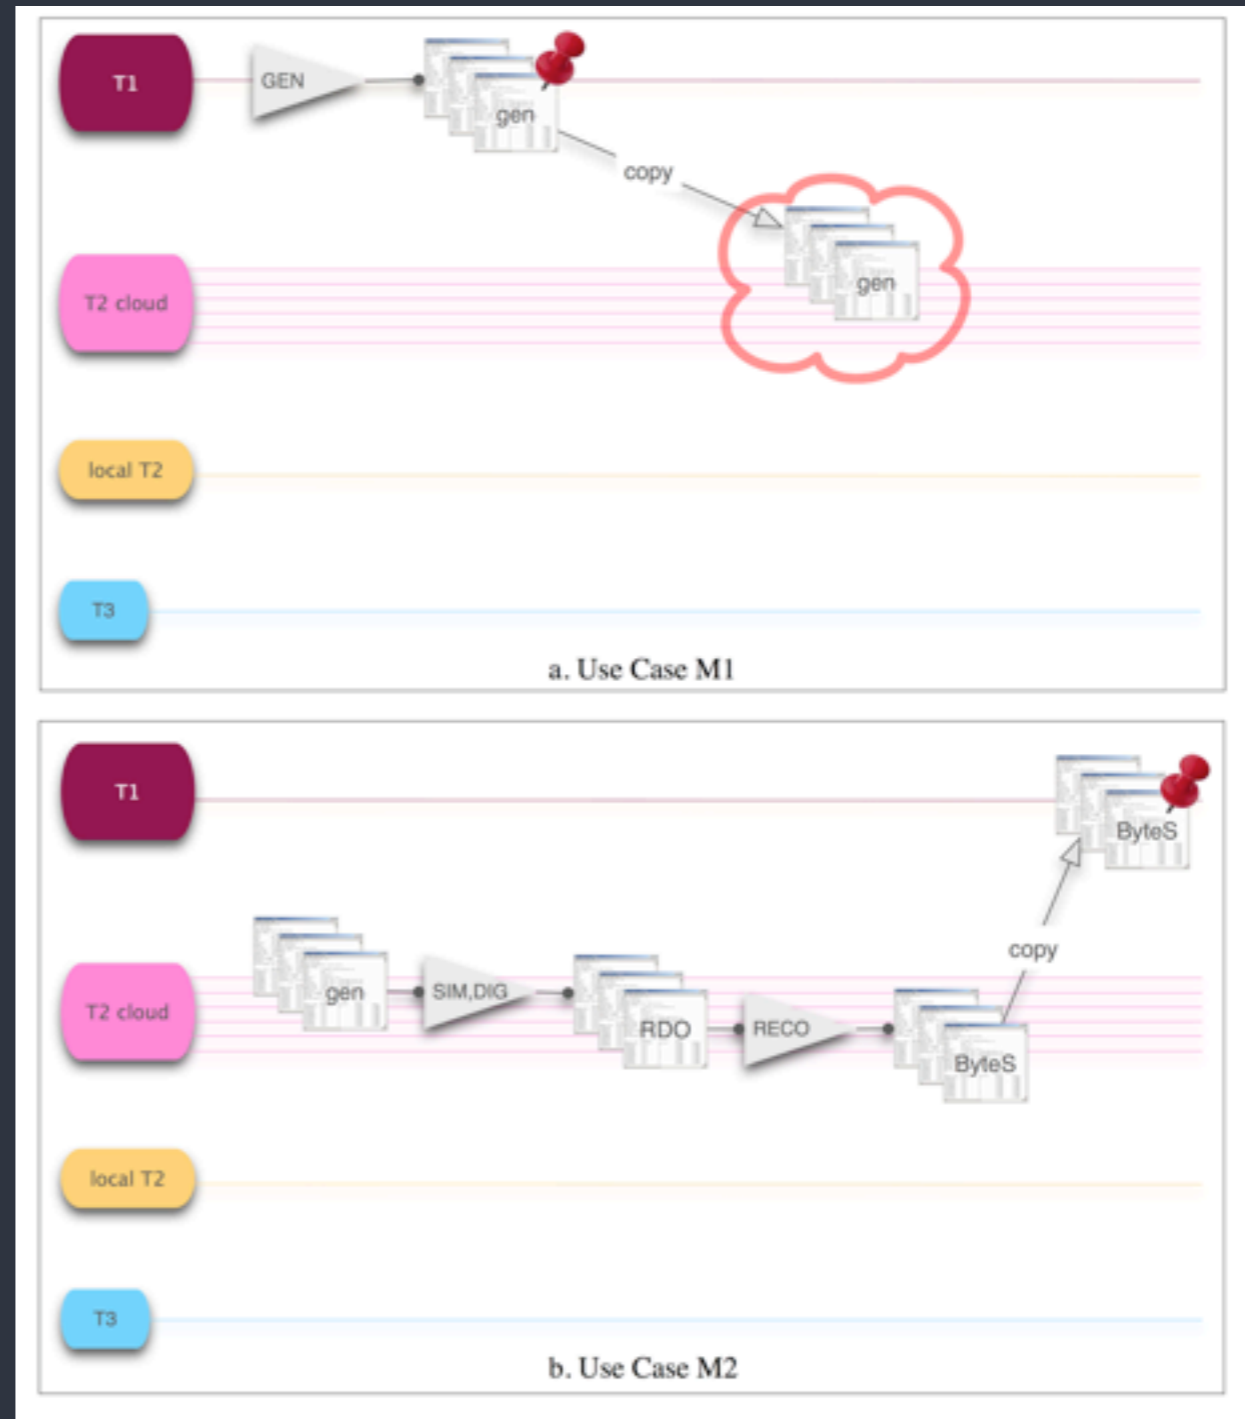 T1
GEN
gen
copy
gen
T2 cloud
local T2
T3
a. Use Case M1
T1
ByteS
copy
gen
SIM,DIG
T2 cloud
RDO
RECO
ByteS
local T2
T3
b. Use Case M2